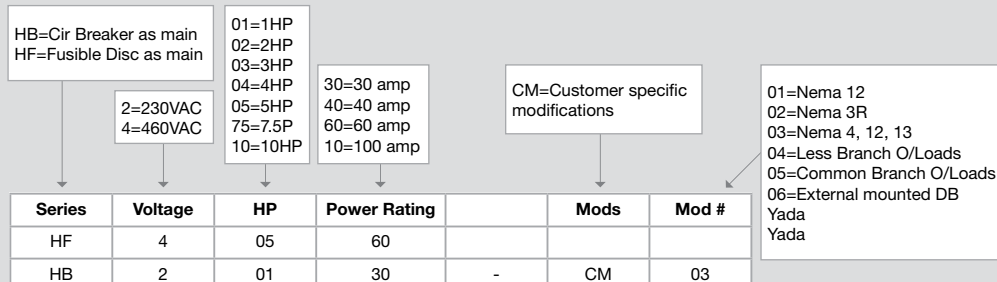 HB=Cir Breaker as main
HF=Fusible Disc as main
2=230VAC
4=460VAC
01=1HP
02=2HP
03=3HP
04=4HP
05=5HP
75=7.5P
10=10HP
30=30 amp
40=40 amp
60=60 amp
10=100 amp
CM=Customer specific
modifications
01=Nema 12
02=Nema 3R
03=Nema 4, 12, 13
04=Less Branch O/Loads
05=Common Branch O/Loads
06=External mounted DB
Yada
Yada
Series Voltage HP Power Rating Mods Mod #
HF 4 05 60
HB 2 01 30 - CM 03